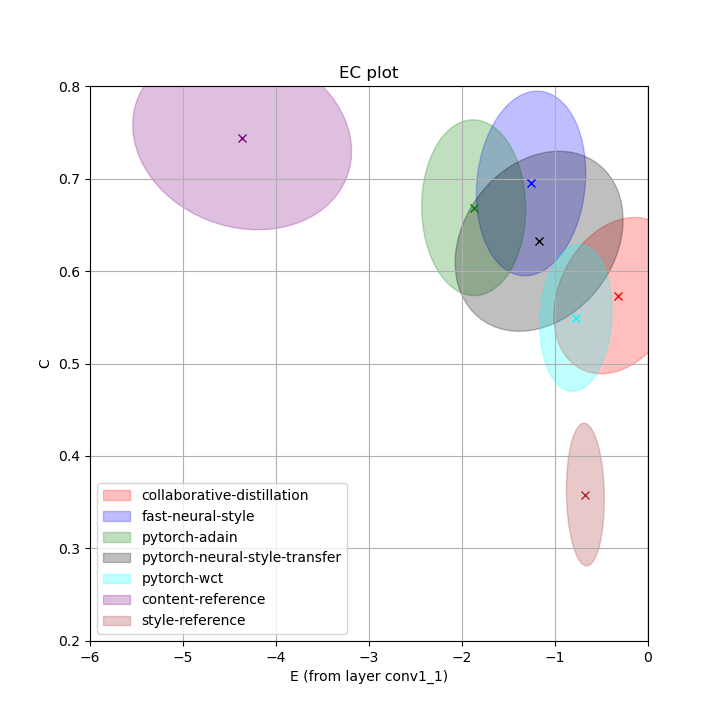 EC plot
0.8
0.7
0.6
0.5
0.4
0.3
0.2
C
collaborative-distillation
fast-neural-style
pytorch-adain
pytorch-neural-style-transfer
pytorch-wct
content-reference
style-reference
−6 −5 −4 −3 −2 −1 0
E (from layer conv1_1)